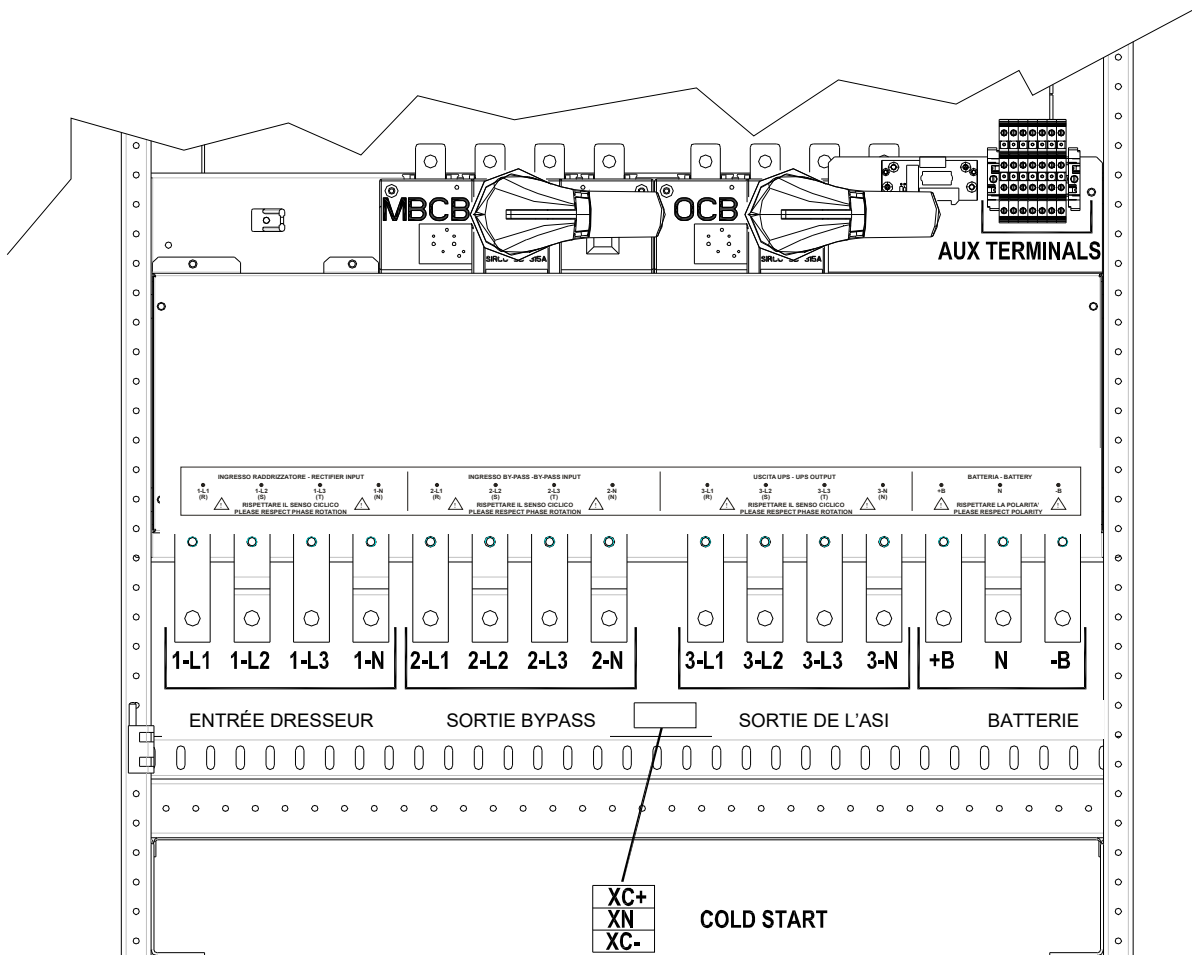 MBCB
OCB
AUX TERMINALS
INGRESSO RADDRIZZATORE - RECTIFIER INPUT
1-L1 1-L2 1-L3 1-N
(R) (S) (T) (N)
RISPETTARE IL SENSO CICLICO
PLEASE RESPECT PHASE ROTATION
INGRESSO BY-PASS -BY-PASS INPUT
2-L1 2-L2 2-L3 2-N
(R) (S) (T) (N)
RISPETTARE IL SENSO CICLICO
PLEASE RESPECT PHASE ROTATION
USCITA UPS - UPS OUTPUT
3-L1 3-L2 3-L3 3-N
(R) (S) (T) (N)
RISPETTARE IL SENSO CICLICO
PLEASE RESPECT PHASE ROTATION
BATTERIA - BATTERY
+B N -B
RISPETTARE LA POLARITA'
PLEASE RESPECT POLARITY
1-L1 1-L2 1-L3 1-N 2-L1 2-L2 2-L3 2-N 3-L1 3-L2 3-L3 3-N +B N -B
ENTRÉE DRESSEUR SORTIE BYPASS SORTIE DE L'ASI BATTERIE
XC+
XN
XC-
COLD START